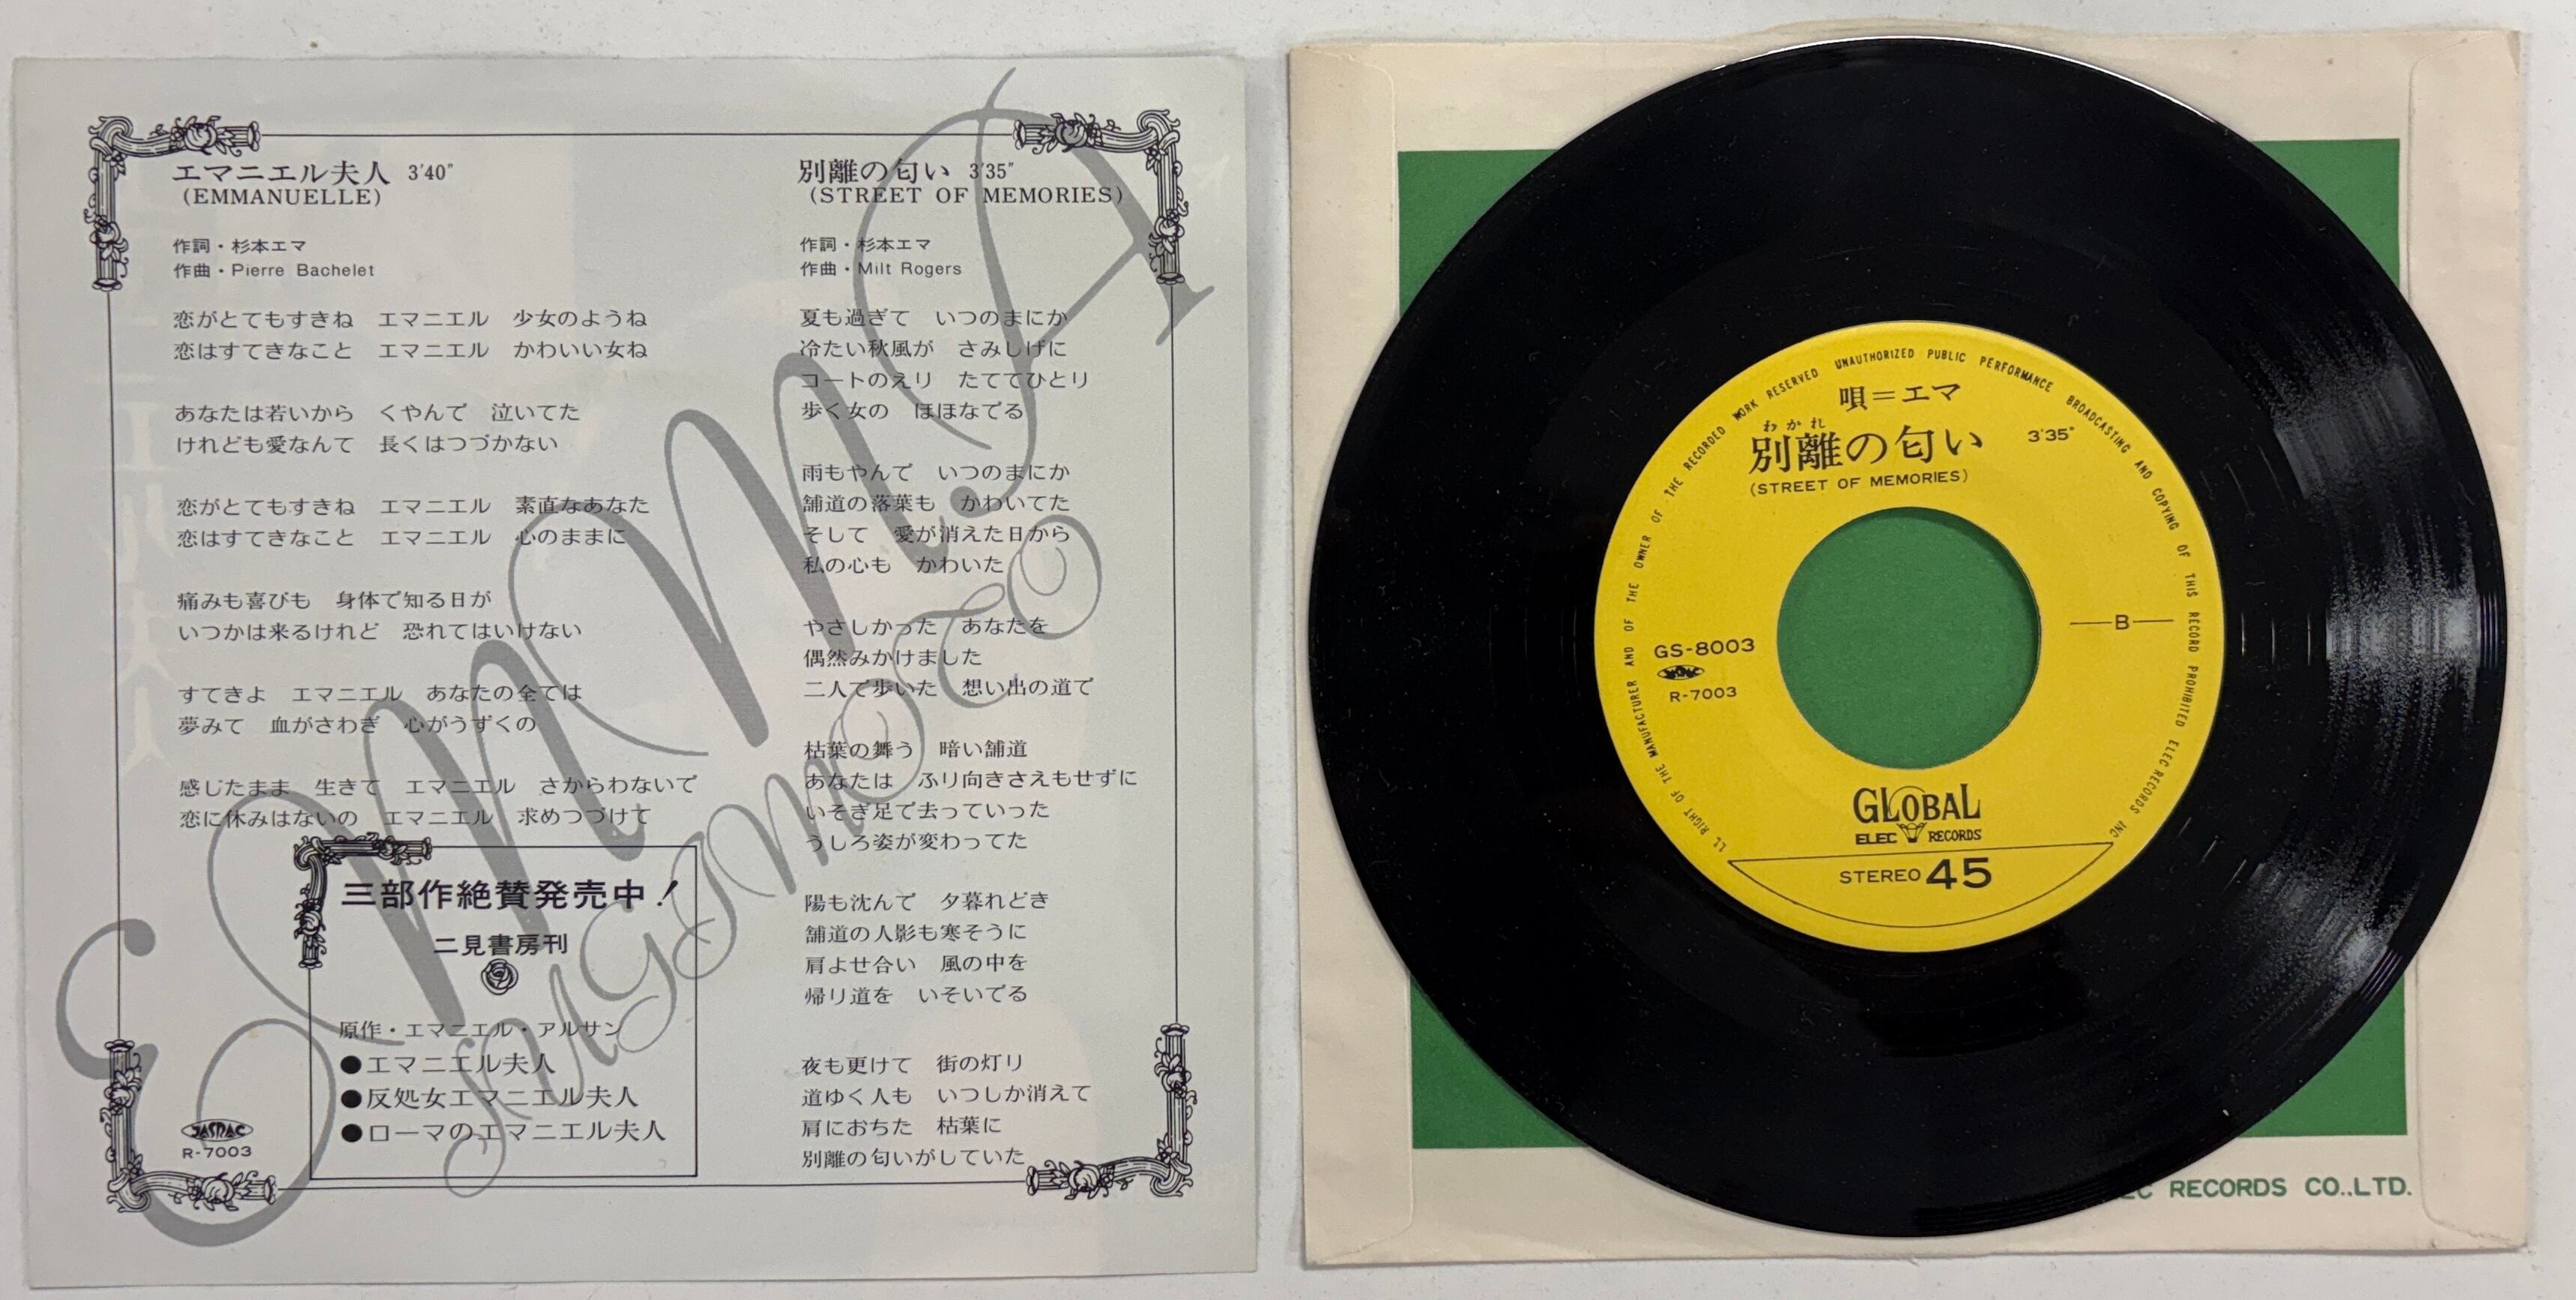 エマニエル夫人 3'40"
(EMMANUELLE)
作詞・杉本エマ
作曲・Pierre Bachelet
恋がとてもすきね　エマニエル　少女のようね
恋はすてきなこと　エマニエル　かわいい女ね
あなたは若いから　くやんで　泣いてた
けれども愛なんて　長くはつづかない
恋がとてもすきね　エマニエル　素直なあなた
恋はすてきなこと　エマニエル　心のままに
痛みも喜びも　身体で知る日が
いつかは来るけれど　恐れてはいけない
すてきよ　エマニエル　あなたの全ては
夢みて　血がさわぎ　心がうずくの
感じたまま　生きて　エマニエル　さからわないで
恋に休みはないの　エマニエル　求めつづけて
三部作絶賛発売中！
二見書房刊
原作・エマニエル・アルサン
●エマニエル夫人
●反処女エマニエル夫人
●ローマのエマニエル夫人
JASRAC
R-7003
別離の匂い 3'35"
(STREET OF MEMORIES)
作詞・杉本エマ
作曲・Milt Rogers
夏も過ぎて　いつのまにか
冷たい秋風が　さみしげに
コートのえり　たててひとり
歩く女の　ほほなでる
雨もやんで　いつのまにか
舗道の落葉も　かわいてた
そして　愛が消えた日から
私の心も　かわいた
やさしかった　あなたを
偶然みかけました
二人で歩いた　想い出の道で
枯葉の舞う　暗い舗道
あなたは　ふり向きさえもせずに
いそぎ足で去っていった
うしろ姿が変わってた
陽も沈んで　夕暮れどき
舗道の人影も寒そうに
肩よせ合い　風の中を
帰り道を　いそいでる
夜も更けて　街の灯り
道ゆく人も　いつしか消えて
肩におちた　枯葉に
別離の匂いがしていた
EMMA
SUGIMOTO
LL RIGHT OF THE MANUFACTURER AND OF THE OWNER OF THE RECORDED WORK RESERVED UNAUTHORIZED PUBLIC PERFORMANCE BROADCASTING AND COPYING OF THIS RECORD PROHIBITED ELEC RECORDS INC
唄＝エマ
わかれ
別離の匂い 3'35"
(STREET OF MEMORIES)
GS-8003
JASRAC
R-7003
B
GLOBAL
ELEC RECORDS
STEREO 45
EC RECORDS CO.,LTD.